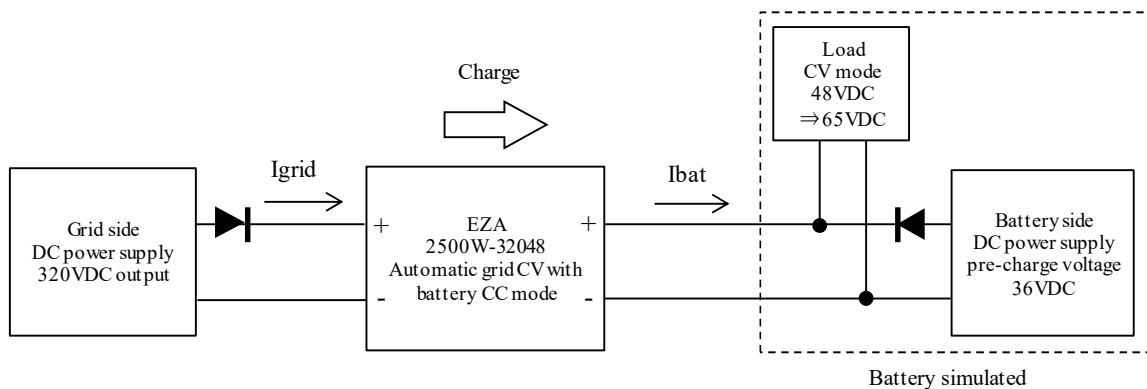 Load
CV mode
48VDC
⇒65VDC
Charge
Igrid
Ibat
Grid side
DC power supply
320VDC output
+
-
EZA
2500W-32048
Automatic grid CV with
battery CC mode
+
-
Battery side
DC power supply
pre-charge voltage
36VDC
Battery simulated